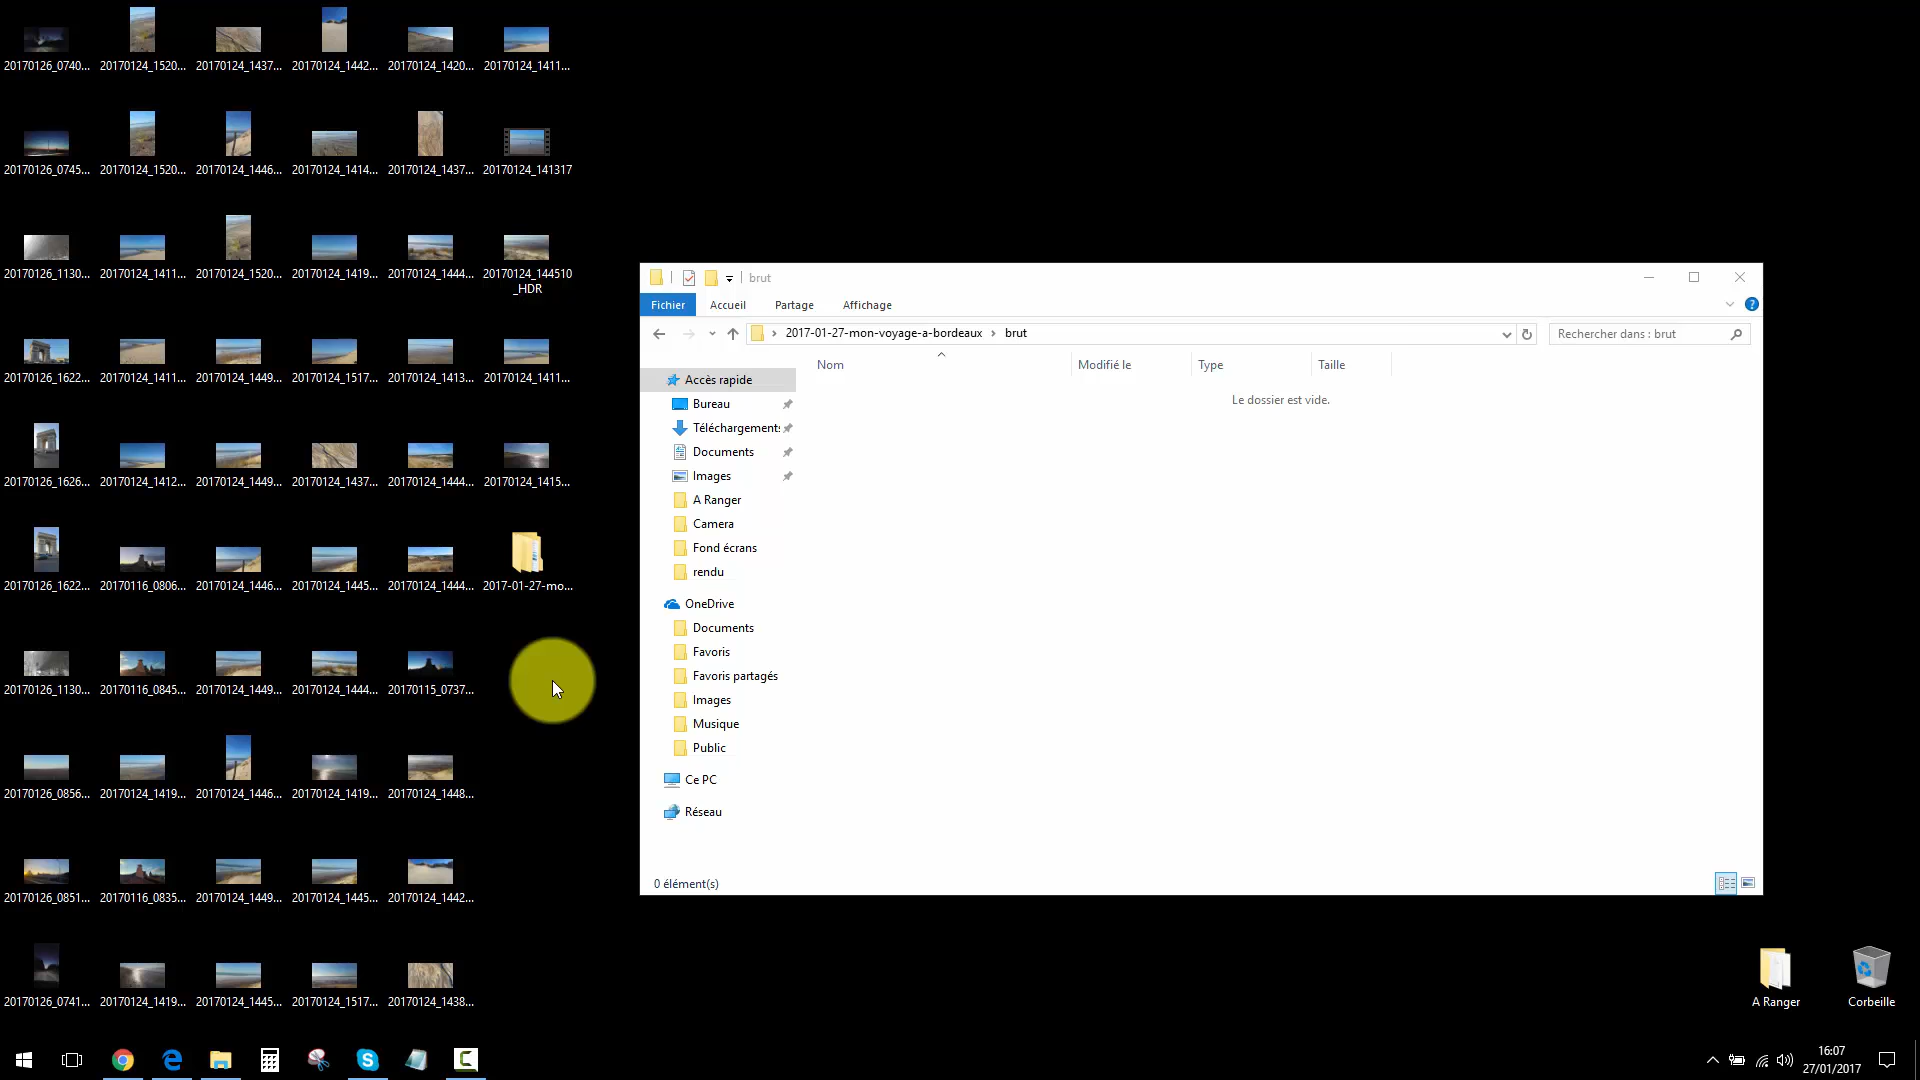 20170126_0740... 20170124_1520... 20170124_1437... 20170124_1442... 20170124_1420... 20170124_1411...
20170126_0745... 20170124_1520... 20170124_1446... 20170124_1414... 20170124_1437... 20170124_141317
20170126_1130... 20170124_1411... 20170124_1520... 20170124_1419... 20170124_1444... 20170124_144510
_HDR
20170126_1622... 20170124_1411... 20170124_1449... 20170124_1517... 20170124_1413... 20170124_1411...
20170126_1626... 20170124_1412... 20170124_1449... 20170124_1437... 20170124_1444... 20170124_1415...
20170126_1622... 20170116_0806... 20170124_1446... 20170124_1445... 20170124_1444... 2017-01-27-mo...
20170126_1130... 20170116_0845... 20170124_1449... 20170124_1444... 20170115_0737...
20170126_0856... 20170124_1419... 20170124_1446... 20170124_1419... 20170124_1448...
20170126_0851... 20170116_0835... 20170124_1449... 20170124_1445... 20170124_1442...
20170126_0741... 20170124_1419... 20170124_1445... 20170124_1517... 20170124_1438...
brut
Fichier Accueil Partage Affichage
2017-01-27-mon-voyage-a-bordeaux › brut
Rechercher dans : brut
Nom Modifié le Type Taille
Le dossier est vide.
Accès rapide
Bureau
Téléchargements
Documents
Images
A Ranger
Camera
Fond écrans
rendu
OneDrive
Documents
Favoris
Favoris partagés
Images
Musique
Public
Ce PC
Réseau
0 élément(s)
A Ranger
Corbeille
16:07
27/01/2017